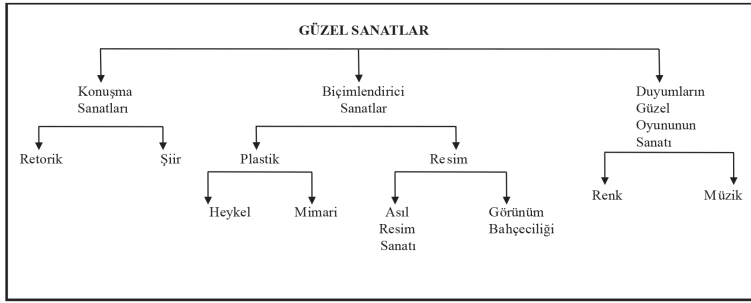 GÜZEL SANATLAR
Konuşma
Sanatları
Biçimlendirici
Sanatlar
Duyumların
Güzel
Oyununun
Sanatı
Retorik
Şiir
Plastik
Resim
Renk
Müzik
Heykel
Mimari
Asıl
Resim
Sanatı
Görünüm
Bahçeciliği